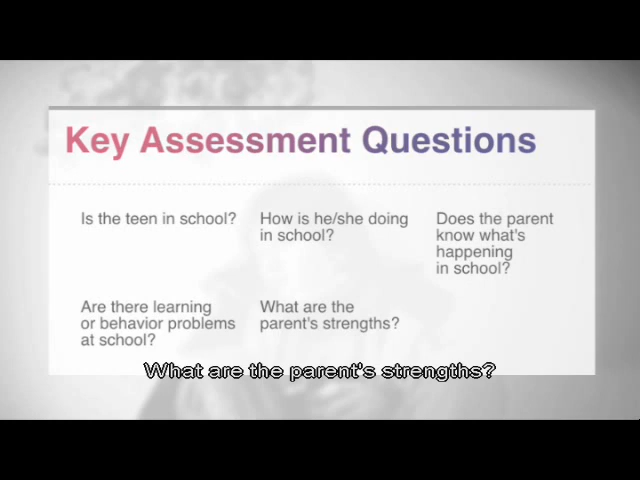 Key Assessment Questions
Is the teen in school?
How is he/she doing
in school?
Does the parent
know what's
happening
in school?
Are there learning
or behavior problems
at school?
What are the
parent's strengths?
What are the parent's strengths?